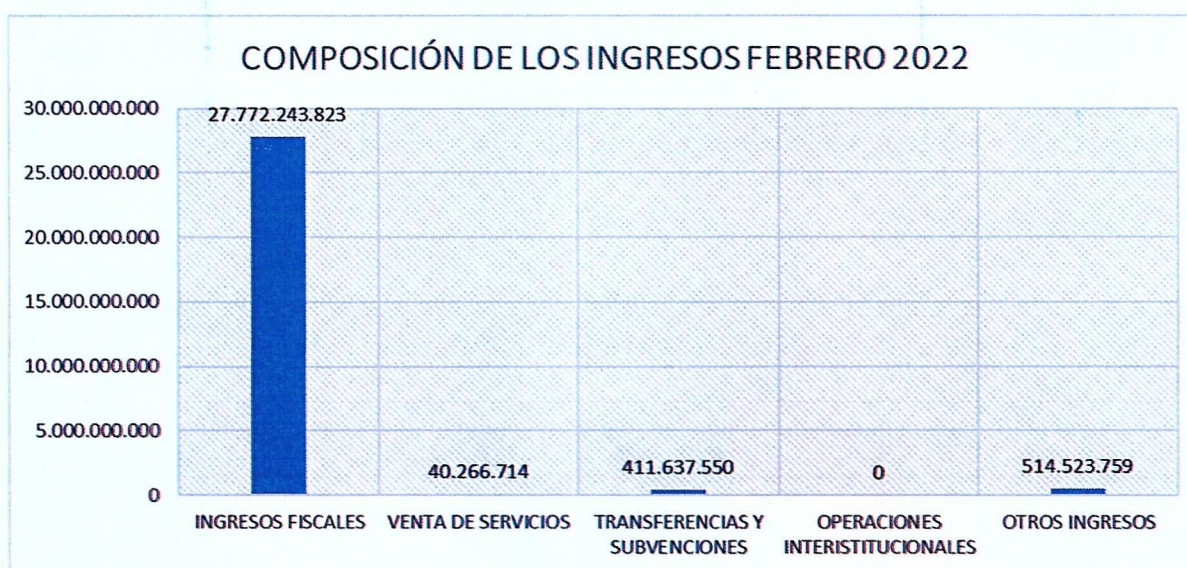 COMPOSICIÓN DE LOS INGRESOS FEBRERO 2022
30.000.000.000
27.772.243.823
25.000.000.000
20.000.000.000
15.000.000.000
10.000.000.000
5.000.000.000
40.266.714
411.637.550
0
514.523.759
0
INGRESOS FISCALES
VENTA DE SERVICIOS
TRANSFERENCIAS Y
SUBVENCIONES
OPERACIONES
INTERISTITUCIONALES
OTROS INGRESOS